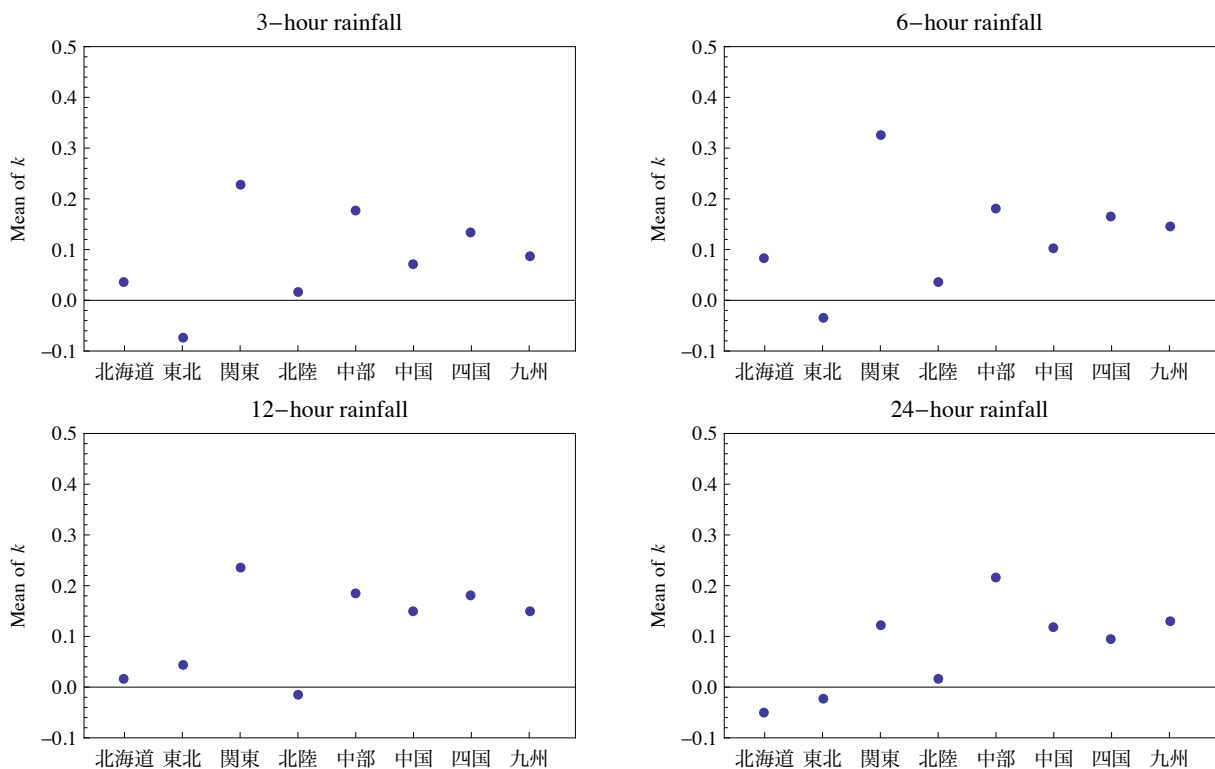 3−hour rainfall
0.5
0.4
0.3
0.2
0.1
0.0
−0.1
Mean of k
北海道 東北 関東 北陸 中部 中国 四国 九州
6−hour rainfall
0.5
0.4
0.3
0.2
0.1
0.0
−0.1
Mean of k
北海道 東北 関東 北陸 中部 中国 四国 九州
12−hour rainfall
0.5
0.4
0.3
0.2
0.1
0.0
−0.1
Mean of k
北海道 東北 関東 北陸 中部 中国 四国 九州
24−hour rainfall
0.5
0.4
0.3
0.2
0.1
0.0
−0.1
Mean of k
北海道 東北 関東 北陸 中部 中国 四国 九州